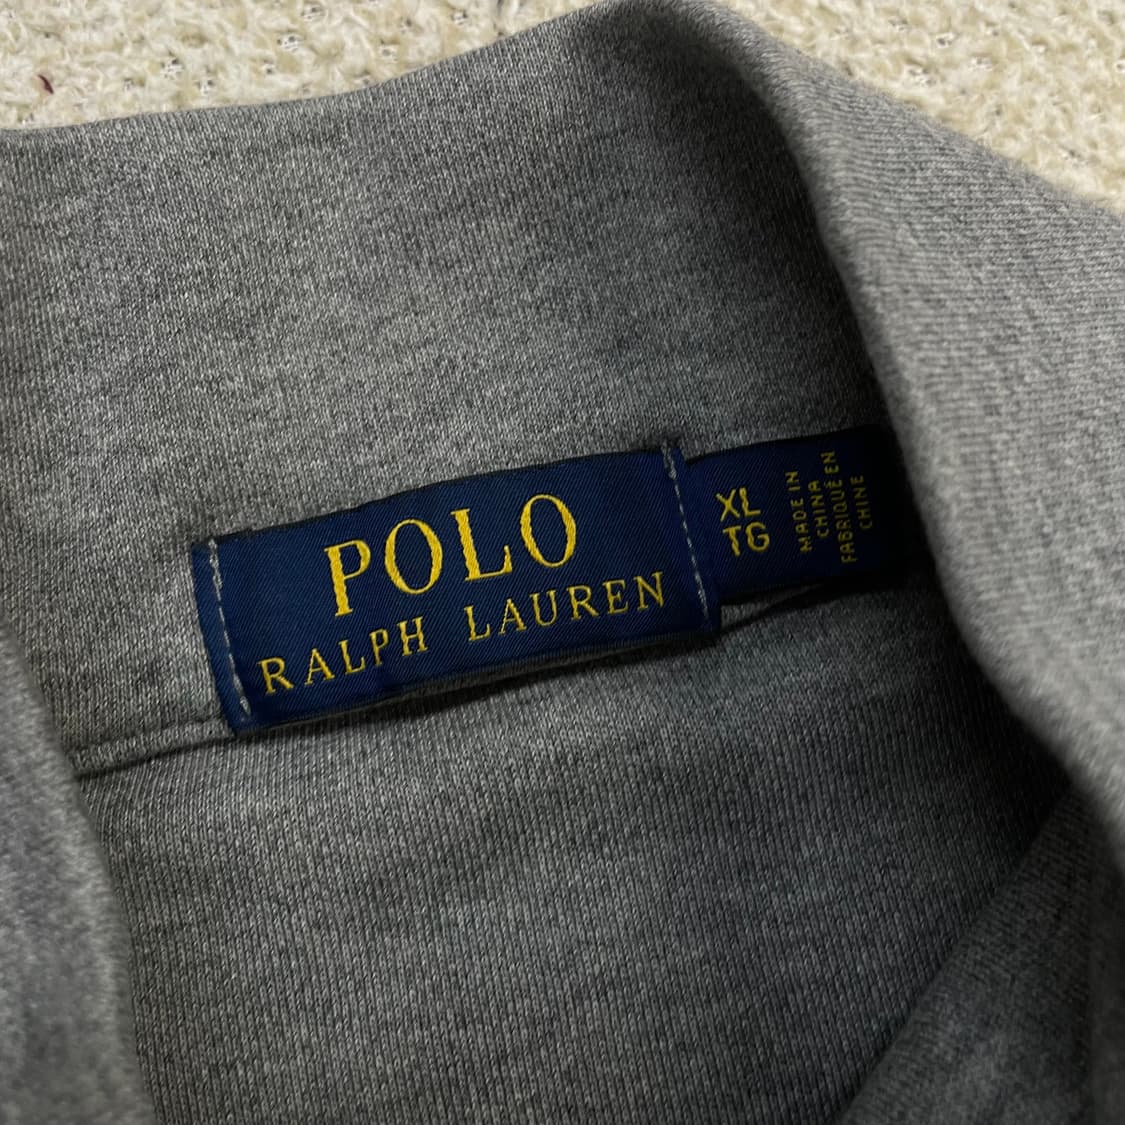 POLO
RALPH LAUREN
XL
TG
MADE IN
CHINA
FABRIQUÉ EN
CHINE